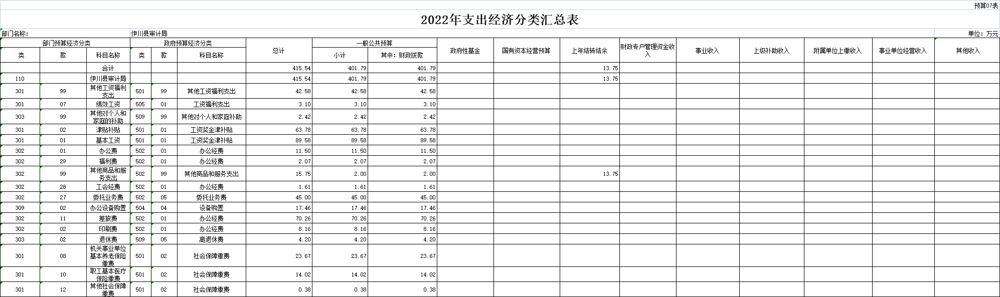 预算07表
2022年支出经济分类汇总表
部门名称: 伊川县审计局 单位: 万元
部门预算经济分类 政府预算经济分类 总计 一般公共预算 政府性基金 国有资本经营预算 上年结转结余 财政专户管理资金收入 事业收入 上级补助收入 附属单位上缴收入 事业单位经营收入 其他收入
类 款 科目名称 类 款 科目名称 小计 其中: 财政拨款
合计 415.54 401.79 401.79 13.75
110 伊川县审计局 415.54 401.79 401.79 13.75
301 99 其他工资福利支出 501 99 其他工资福利支出 42.58 42.58 42.58
301 07 绩效工资 505 01 工资福利支出 3.10 3.10 3.10
303 99 其他对个人和家庭的补助 509 99 其他对个人和家庭补助 2.42 2.42 2.42
301 02 津贴补贴 501 01 工资奖金津补贴 63.78 63.78 63.78
301 01 基本工资 501 01 工资奖金津补贴 89.58 89.58 89.58
302 01 办公费 502 01 办公经费 11.50 11.50 11.50
302 29 福利费 502 01 办公经费 2.07 2.07 2.07
302 99 其他商品和服务支出 502 99 其他商品和服务支出 15.75 2.00 2.00 13.75
302 28 工会经费 502 01 办公经费 1.61 1.61 1.61
302 27 委托业务费 502 05 委托业务费 45.00 45.00 45.00
309 02 办公设备购置 504 04 设备购置 17.46 17.46 17.46
302 11 差旅费 502 01 办公经费 70.26 70.26 70.26
302 02 印刷费 502 01 办公经费 8.16 8.16 8.16
303 02 退休费 509 05 离退休费 4.20 4.20 4.20
301 08 机关事业单位基本养老保险缴费 501 02 社会保障缴费 23.67 23.67 23.67
301 10 职工基本医疗保险缴费 501 02 社会保障缴费 14.02 14.02 14.02
301 12 其他社会保障缴费 501 02 社会保障缴费 0.38 0.38 0.38